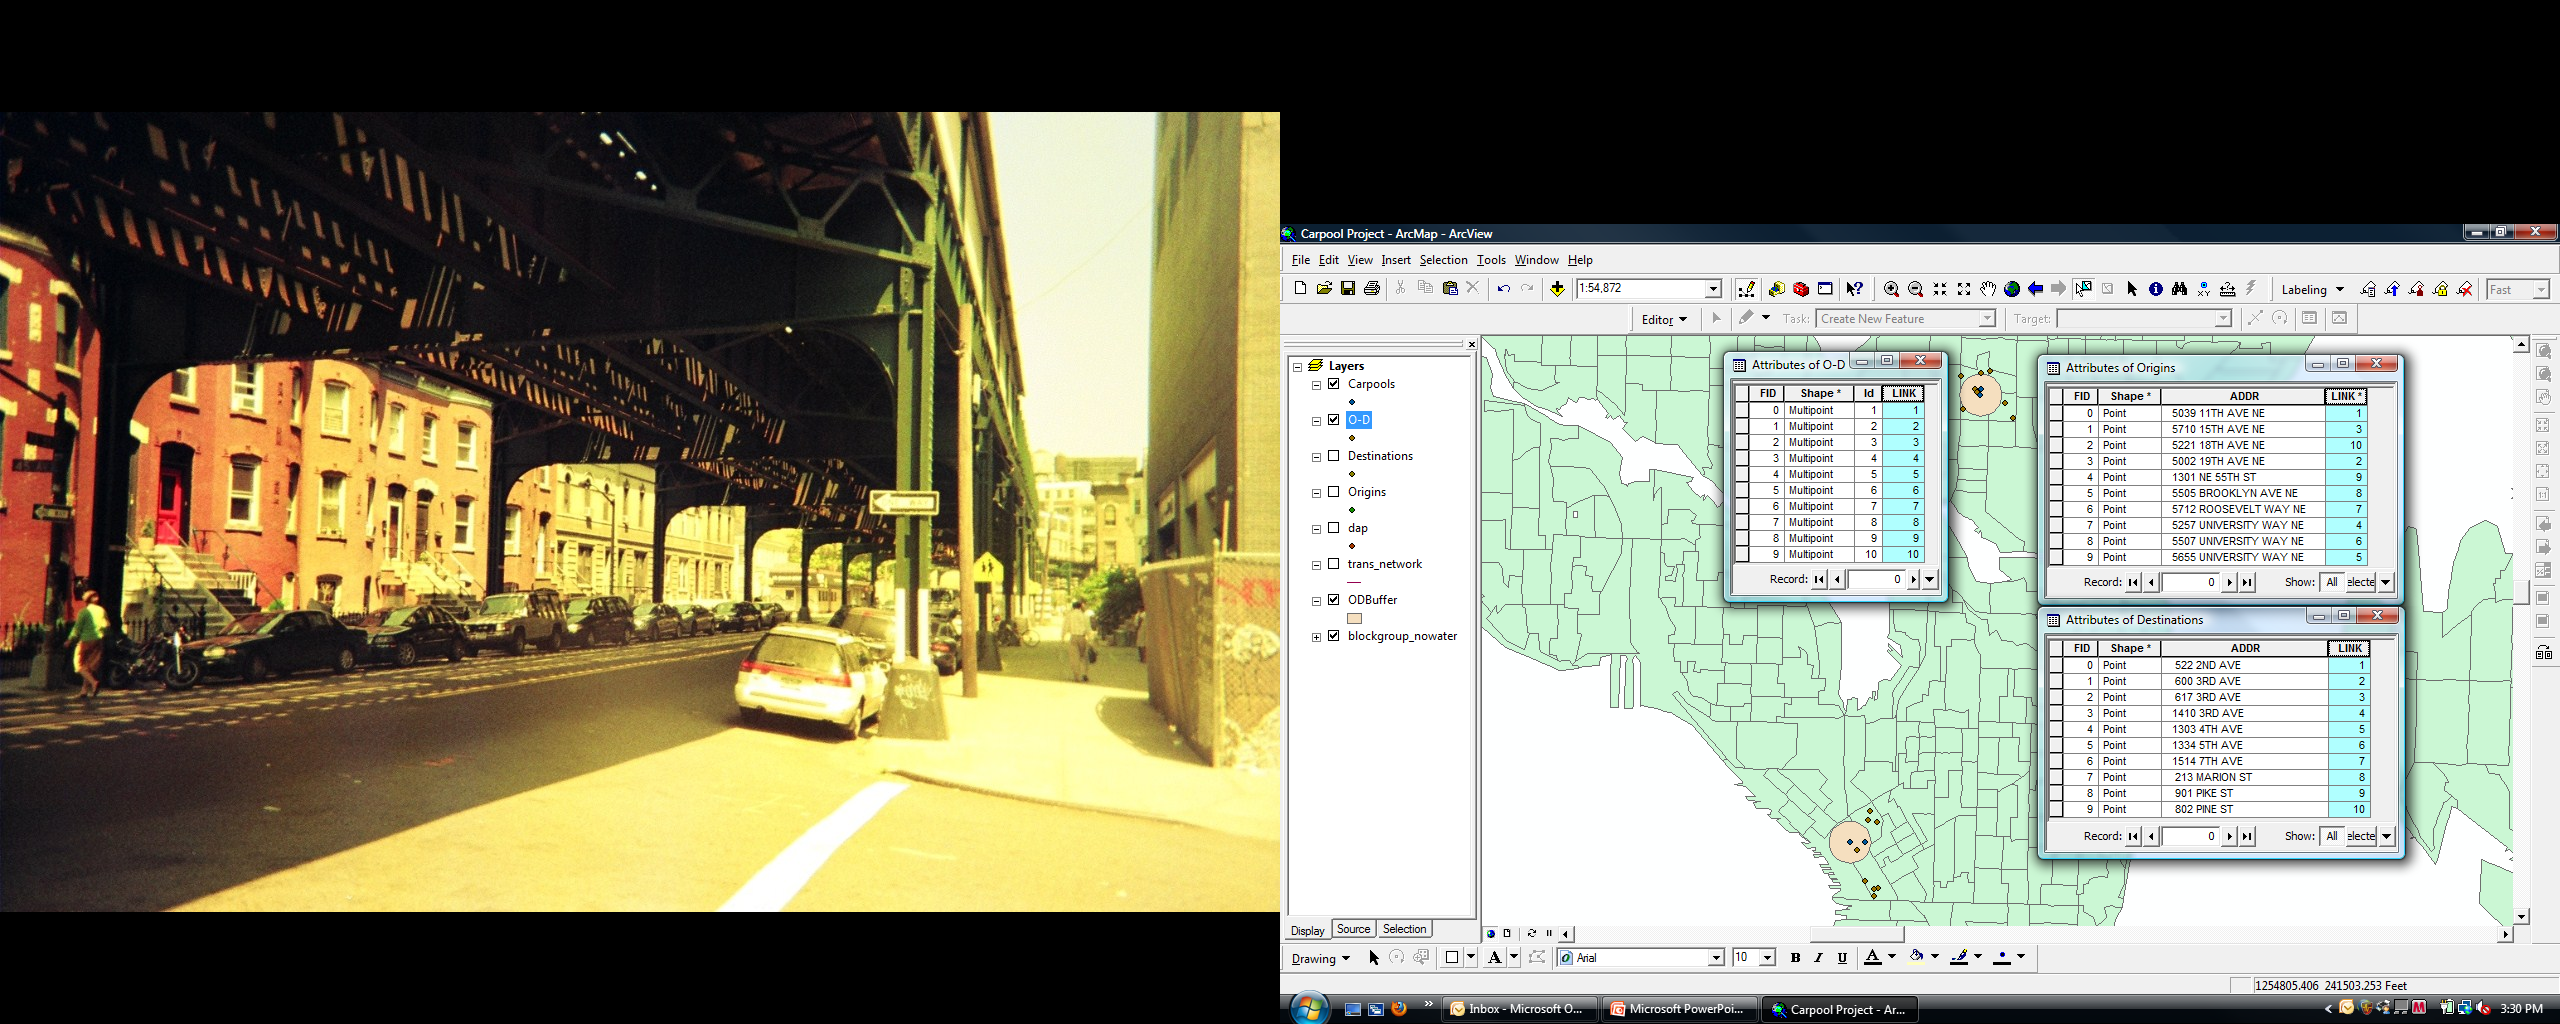 Carpool Project - ArcMap - ArcView
File Edit View Insert Selection Tools Window Help
1:54,872
Labeling
Fast
Editor
Task:
Create New Feature
Target:
Layers
Carpools
O-D
Destinations
Origins
dap
trans_network
ODBuffer
blockgroup_nowater
Display Source Selection
Attributes of O-D
FID Shape * Id LINK
0 Multipoint 1 1
1 Multipoint 2 2
2 Multipoint 3 3
3 Multipoint 4 4
4 Multipoint 5 5
5 Multipoint 6 6
6 Multipoint 7 7
7 Multipoint 8 8
8 Multipoint 9 9
9 Multipoint 10 10
Record: 0
Attributes of Origins
FID Shape * ADDR LINK *
0 Point 5039 11TH AVE NE 1
1 Point 5710 15TH AVE NE 3
2 Point 5221 18TH AVE NE 10
3 Point 5002 19TH AVE NE 2
4 Point 1301 NE 55TH ST 9
5 Point 5505 BROOKLYN AVE NE 8
6 Point 5712 ROOSEVELT WAY NE 7
7 Point 5257 UNIVERSITY WAY NE 4
8 Point 5507 UNIVERSITY WAY NE 6
9 Point 5655 UNIVERSITY WAY NE 5
Record: 0 Show: All electe
Attributes of Destinations
FID Shape * ADDR LINK
0 Point 522 2ND AVE 1
1 Point 600 3RD AVE 2
2 Point 617 3RD AVE 3
3 Point 1410 3RD AVE 4
4 Point 1303 4TH AVE 5
5 Point 1334 5TH AVE 6
6 Point 1514 7TH AVE 7
7 Point 213 MARION ST 8
8 Point 901 PIKE ST 9
9 Point 802 PINE ST 10
Record: 0 Show: All electe
Drawing
A
Arial
10
B I U A
1254805.406 241503.253 Feet
Inbox - Microsoft O...
Microsoft PowerPoi...
Carpool Project - Ar...
3:30 PM